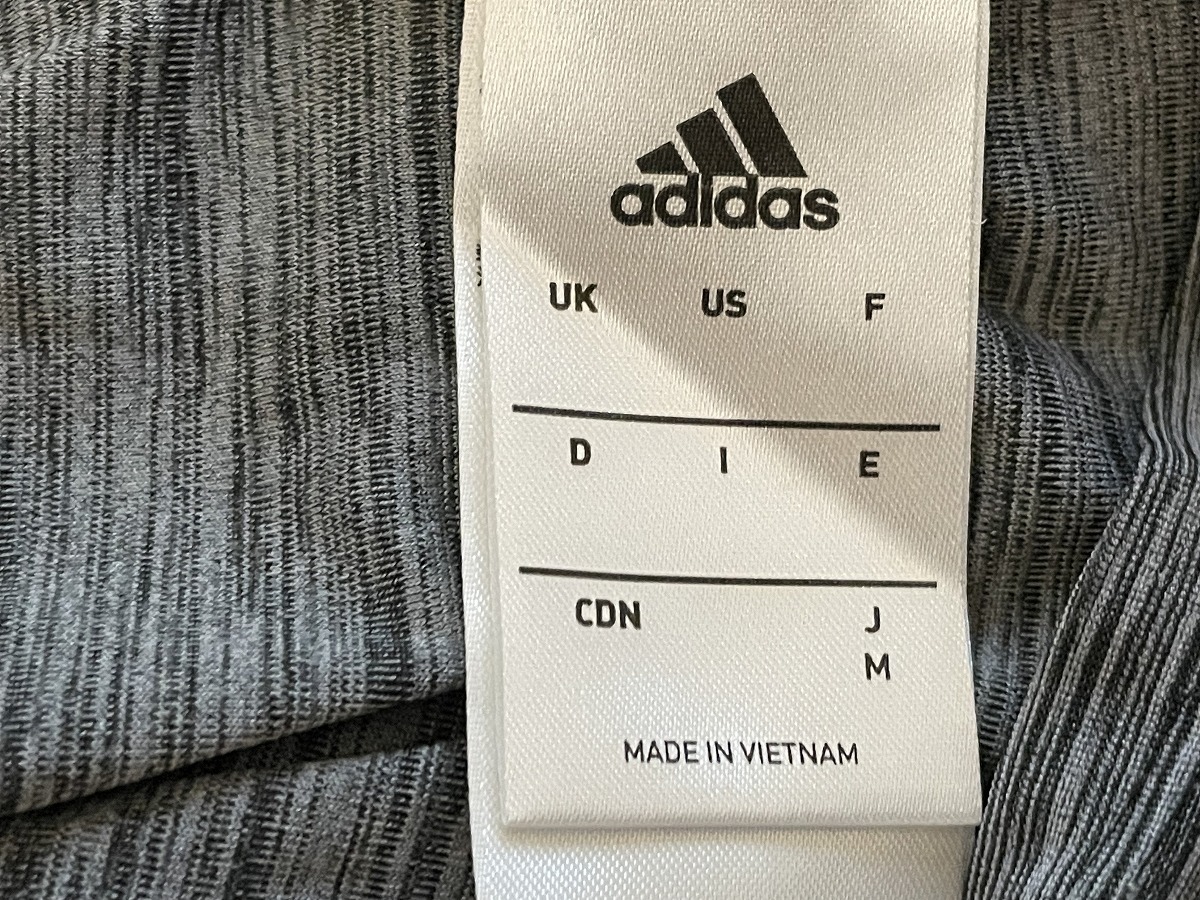 adidas
UK US F
D I E
CDN J
M
MADE IN VIETNAM